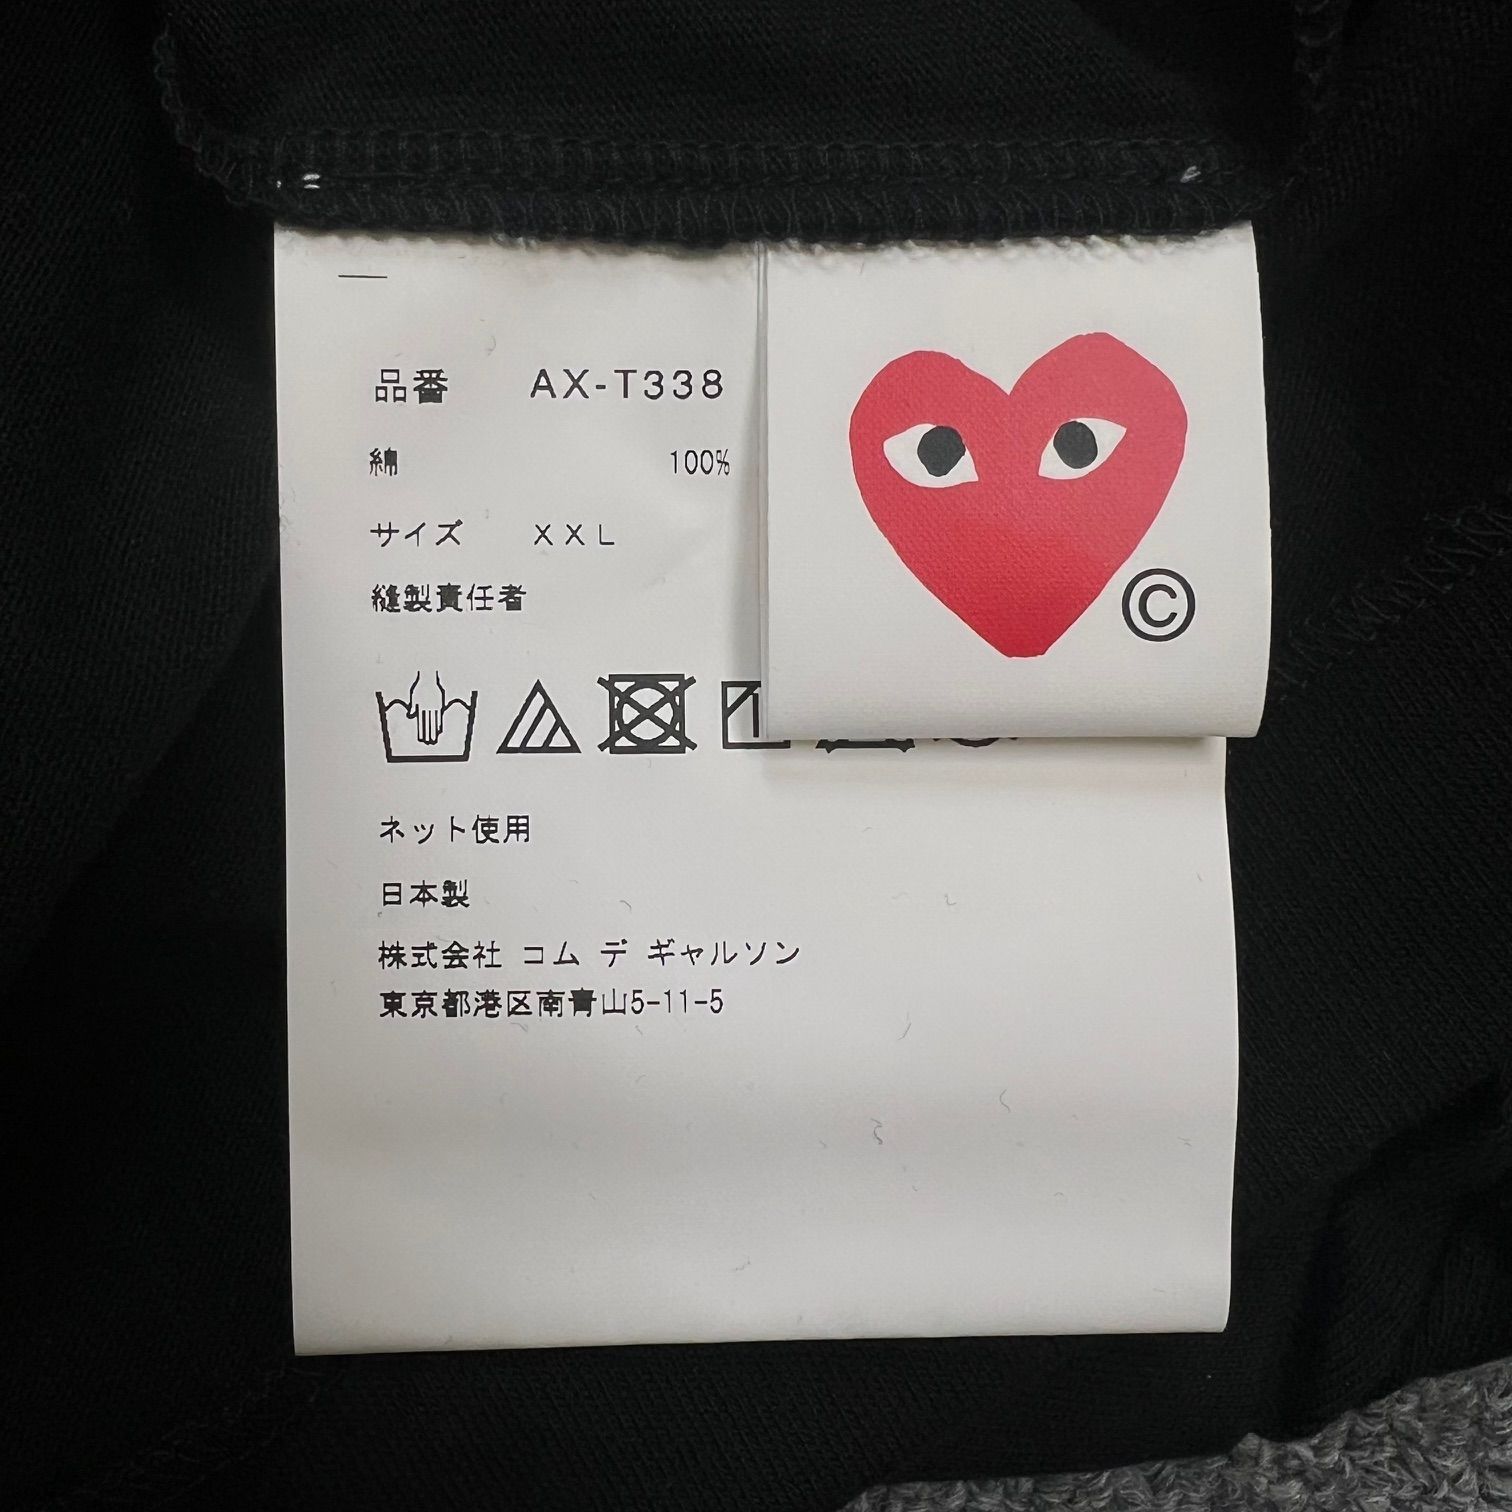 品番 AX-T338
綿 100%
サイズ XXL
縫製責任者
ネット使用
日本製
株式会社 コム デ ギャルソン
東京都港区南青山5-11-5
©